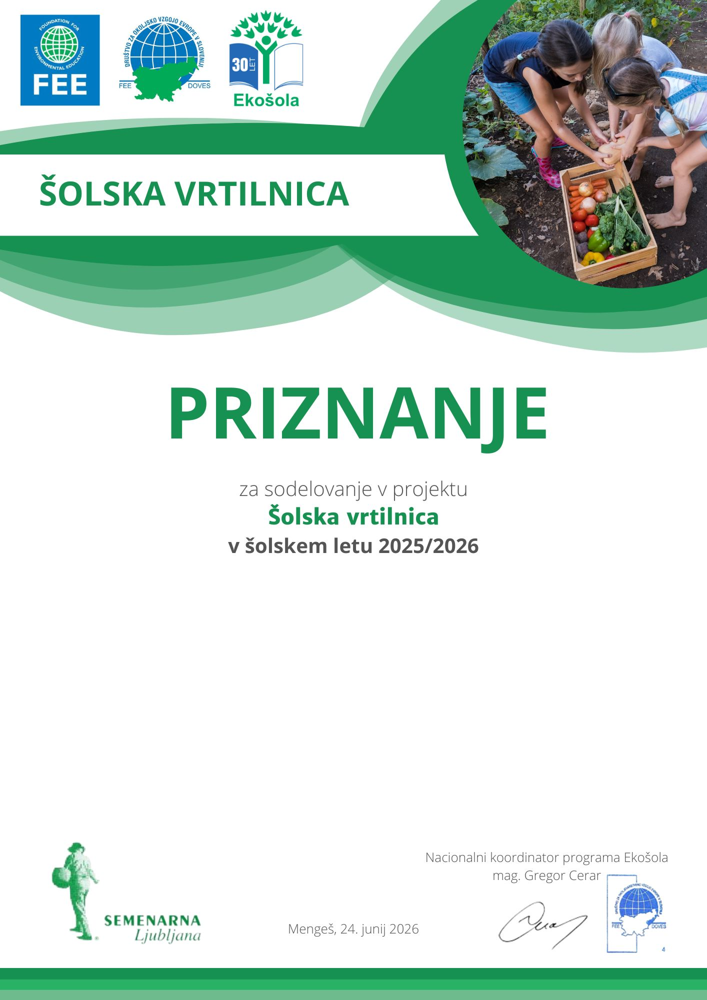 FOUNDATION FOR
ENVIRONMENTAL EDUCATION
FEE
DRUŠTVO ZA OKOLJSKO VZGOJO EVROPE V SLOVENIJI
FEE DOVES
30 LET
Ekošola
ŠOLSKA VRTILNICA
PRIZNANJE
za sodelovanje v projektu
Šolska vrtilnica
v šolskem letu 2025/2026
Nacionalni koordinator programa Ekošola
mag. Gregor Cerar
SEMENARNA
Ljubljana
Mengeš, 24. junij 2026
FEE DOVES
4